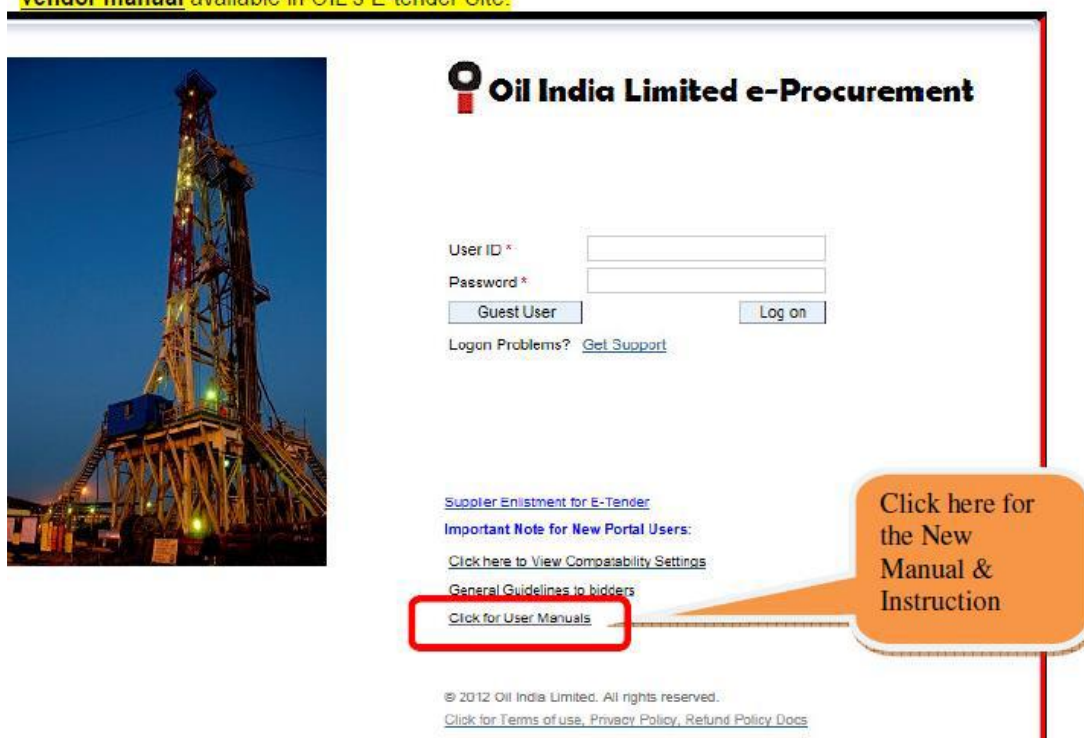 Vendor manual available in OIL's E-tender Site.
Oil India Limited e-Procurement
User ID *
Password *
Guest User
Log on
Logon Problems? Get Support
Supplier Enlistment for E-Tender
Important Note for New Portal Users:
Click here to View Compatability Settings
General Guidelines to bidders
Click for User Manuals
Click here for
the New
Manual &
Instruction
© 2012 Oil India Limited. All rights reserved.
Click for Terms of use, Privacy Policy, Refund Policy Docs